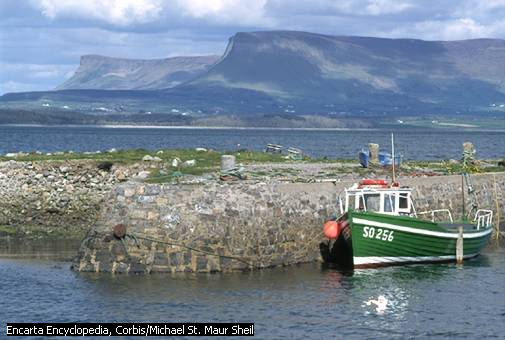 SO 256
Encarta Encyclopedia, Corbis/Michael St. Maur Sheil